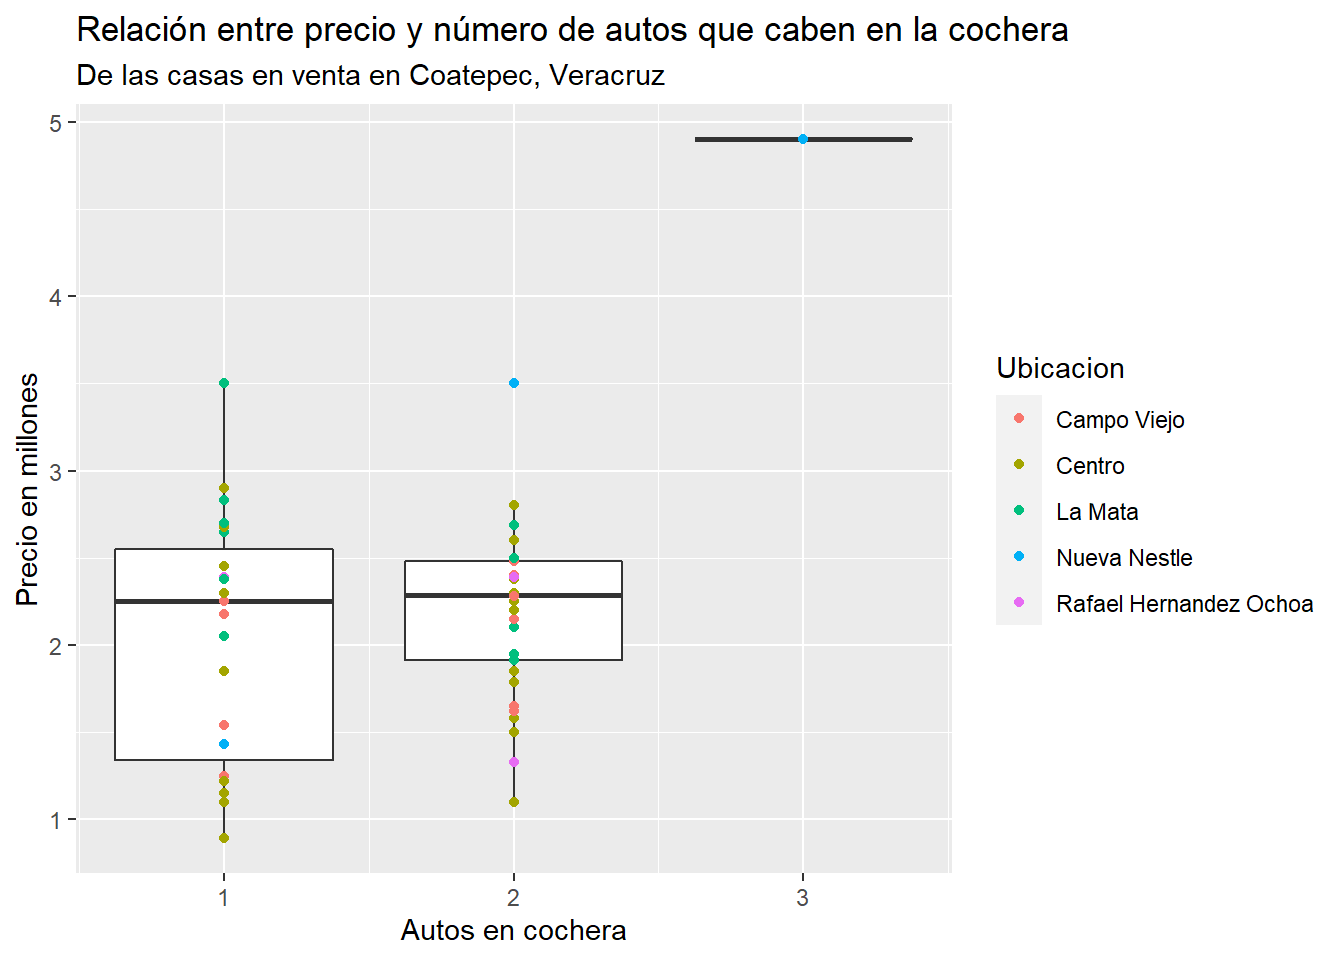 Relación entre precio y número de autos que caben en la cochera
De las casas en venta en Coatepec, Veracruz
Precio en millones
5
4
3
2
1
1 2 3
Autos en cochera
Ubicacion
Campo Viejo
Centro
La Mata
Nueva Nestle
Rafael Hernandez Ochoa